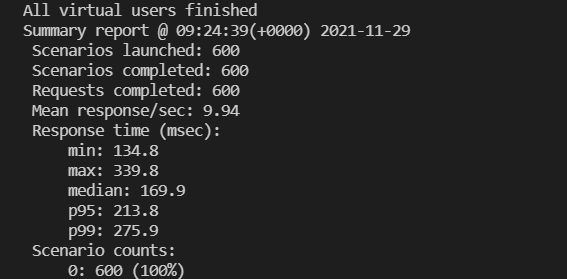 All virtual users finished
Summary report @ 09:24:39(+0000) 2021-11-29
Scenarios launched: 600
Scenarios completed: 600
Requests completed: 600
Mean response/sec: 9.94
Response time (msec):
min: 134.8
max: 339.8
median: 169.9
p95: 213.8
p99: 275.9
Scenario counts:
0: 600 (100%)